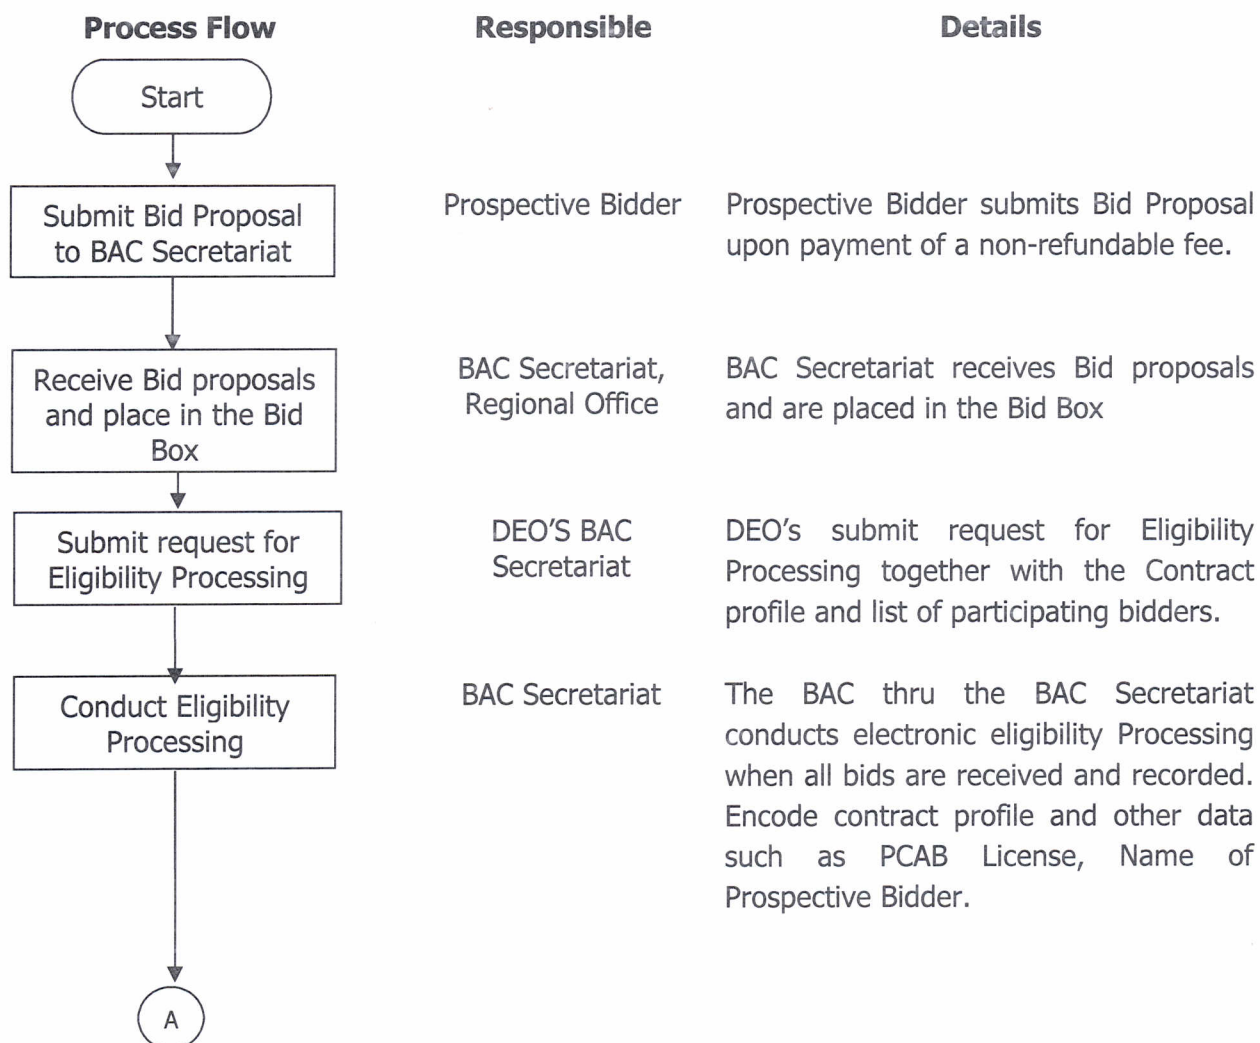 Process Flow
Responsible
Details
Start
Submit Bid Proposal
to BAC Secretariat
Prospective Bidder
Prospective Bidder submits Bid Proposal
upon payment of a non-refundable fee.
Receive Bid proposals
and place in the Bid
Box
BAC Secretariat,
Regional Office
BAC Secretariat receives Bid proposals
and are placed in the Bid Box
Submit request for
Eligibility Processing
DEO'S BAC
Secretariat
DEO's submit request for Eligibility
Processing together with the Contract
profile and list of participating bidders.
Conduct Eligibility
Processing
BAC Secretariat
The BAC thru the BAC Secretariat
conducts electronic eligibility Processing
when all bids are received and recorded.
Encode contract profile and other data
such as PCAB License, Name of
Prospective Bidder.
A